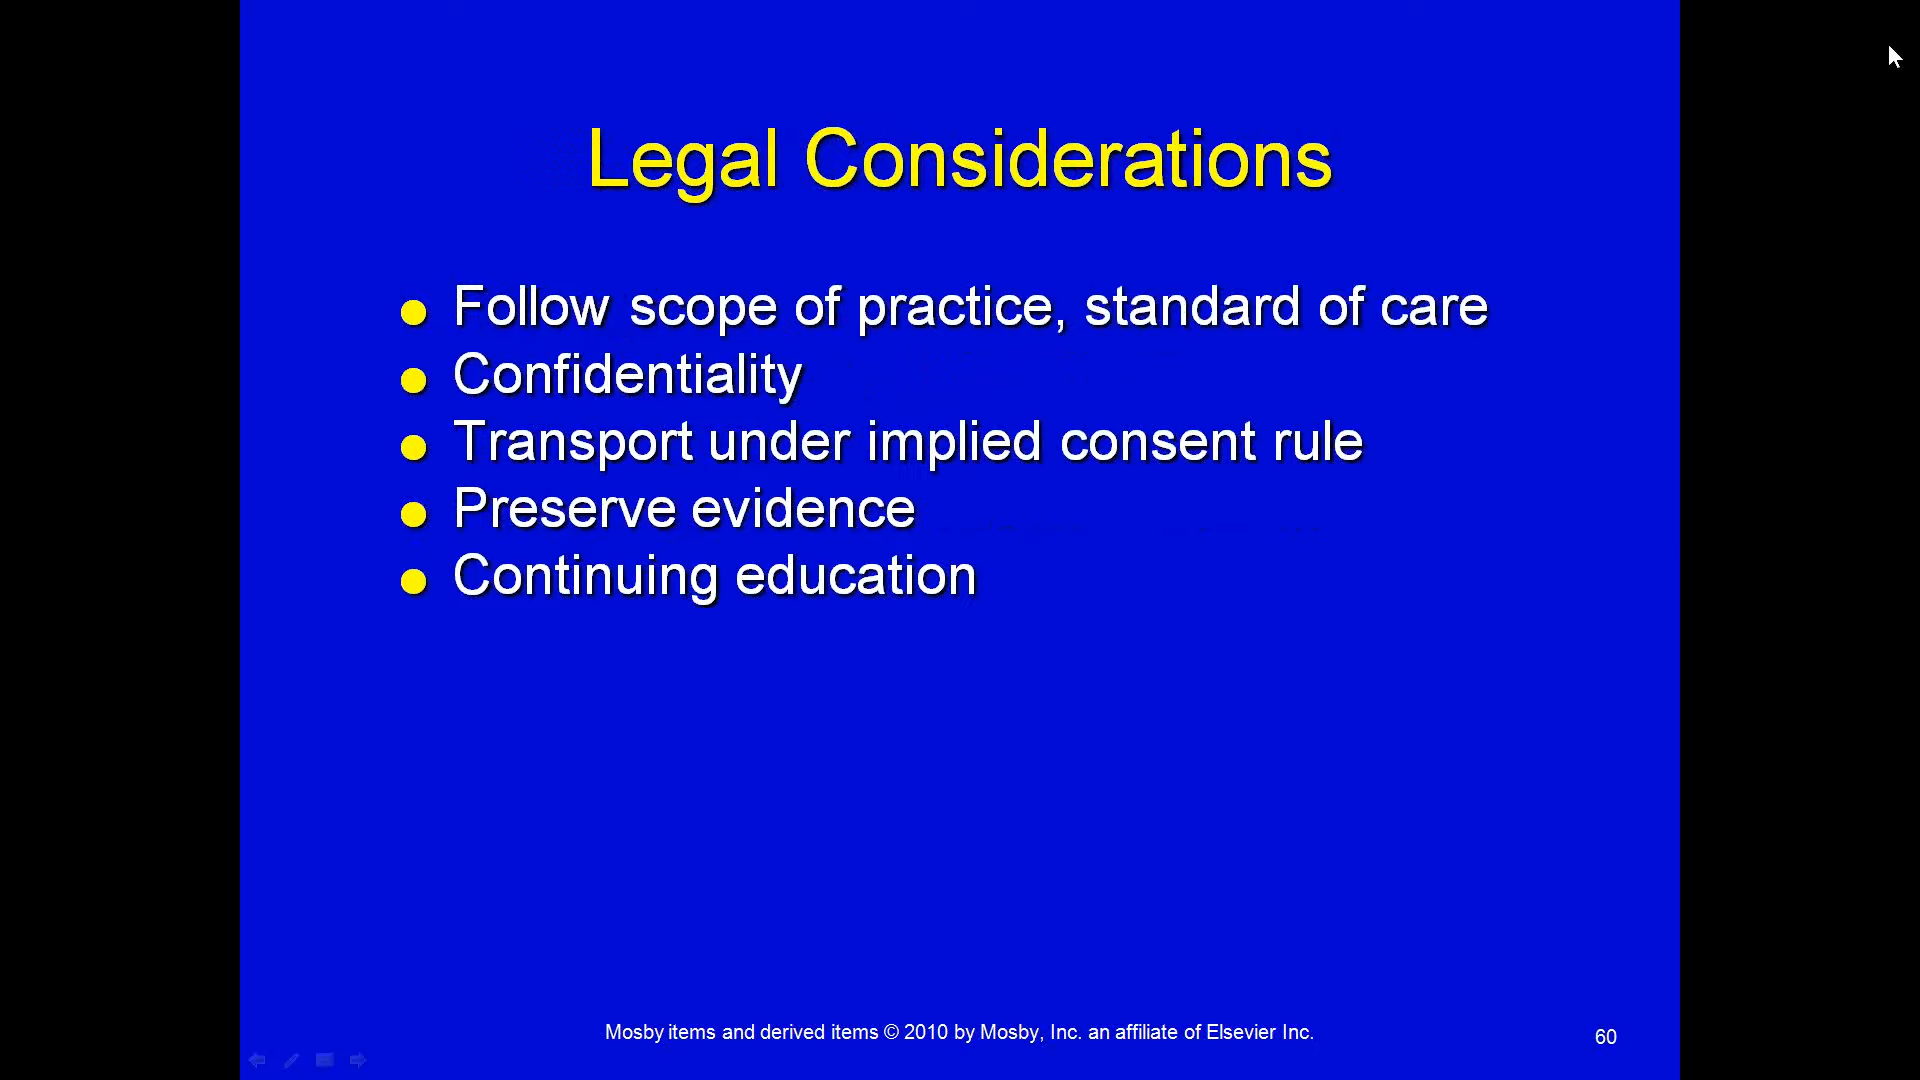 Legal Considerations
Follow scope of practice, standard of care
Confidentiality
Transport under implied consent rule
Preserve evidence
Continuing education
Mosby items and derived items © 2010 by Mosby, Inc. an affiliate of Elsevier Inc.
60